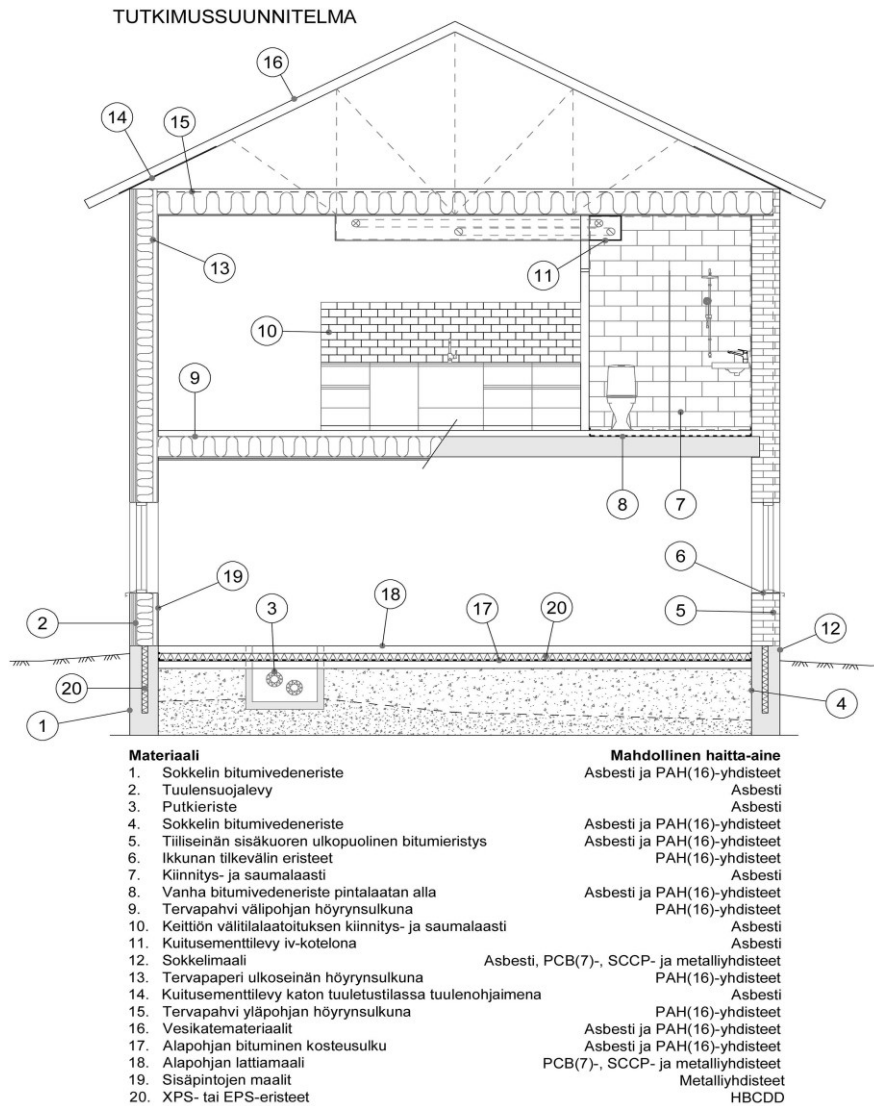 TUTKIMUSSUUNNITELMA
16
14
15
13
11
10
9
8
7
6
19
3
18
17
20
5
2
12
20
4
1
Materiaali Mahdollinen haitta-aine
1. Sokkelin bitumivedeneriste Asbesti ja PAH(16)-yhdisteet
2. Tuulensuojalevy Asbesti
3. Putkieriste Asbesti
4. Sokkelin bitumivedeneriste Asbesti ja PAH(16)-yhdisteet
5. Tiiliseinän sisäkuoren ulkopuolinen bitumieristys Asbesti ja PAH(16)-yhdisteet
6. Ikkunan tilkevälin eristeet PAH(16)-yhdisteet
7. Kiinnitys- ja saumalaasti Asbesti
8. Vanha bitumivedeneriste pintalaatan alla Asbesti ja PAH(16)-yhdisteet
9. Tervapahvi välipohjan höyrynsulkuna PAH(16)-yhdisteet
10. Keittiön välitilalaatoituksen kiinnitys- ja saumalaasti Asbesti
11. Kuitusementtilevy iv-kotelona Asbesti
12. Sokkelimaali Asbesti, PCB(7)-, SCCP- ja metalliyhdisteet
13. Tervapaperi ulkoseinän höyrynsulkuna PAH(16)-yhdisteet
14. Kuitusementtilevy katon tuuletustilassa tuulenohjaimena Asbesti
15. Tervapahvi yläpohjan höyrynsulkuna PAH(16)-yhdisteet
16. Vesikatemateriaalit Asbesti ja PAH(16)-yhdisteet
17. Alapohjan bituminen kosteusulku Asbesti ja PAH(16)-yhdisteet
18. Alapohjan lattiamaali PCB(7)-, SCCP- ja metalliyhdisteet
19. Sisäpintojen maalit Metalliyhdisteet
20. XPS- tai EPS-eristeet HBCDD